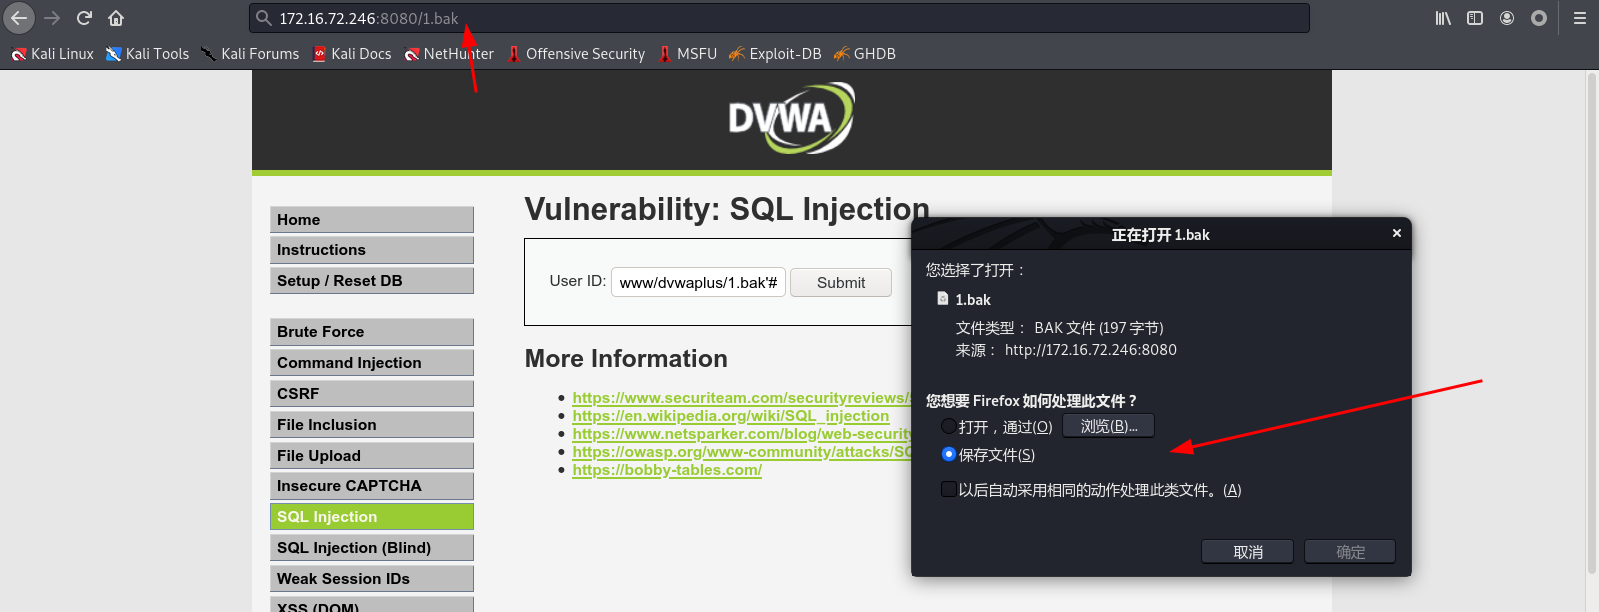 172.16.72.246:8080/1.bak
Kali Linux Kali Tools Kali Forums Kali Docs NetHunter Offensive Security MSFU Exploit-DB GHDB
DVWA
Home
Instructions
Setup / Reset DB
Brute Force
Command Injection
CSRF
File Inclusion
File Upload
Insecure CAPTCHA
SQL Injection
SQL Injection (Blind)
Weak Session IDs
XSS (DOM)
Vulnerability: SQL Injection
User ID: www/dvwaplus/1.bak'# Submit
More Information
https://www.securiteam.com/securityreviews/
https://en.wikipedia.org/wiki/SQL_injection
https://www.netsparker.com/blog/web-security
https://owasp.org/www-community/attacks/SQ
https://bobby-tables.com/
正在打开 1.bak
您选择了打开：
1.bak
文件类型： BAK 文件 (197 字节)
来源： http://172.16.72.246:8080
您想要 Firefox 如何处理此文件？
打开，通过(O) 浏览(B)...
保存文件(S)
以后自动采用相同的动作处理此类文件。(A)
取消 确定